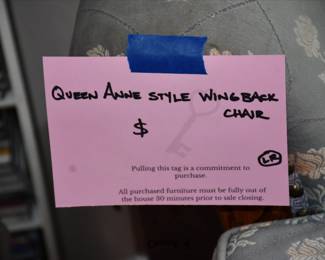 QUEEN ANNE STYLE WINGBACK
CHAIR
$
LR
Pulling this tag is a commitment to
purchase.
All purchased furniture must be fully out of
the house 30 minutes prior to sale closing.